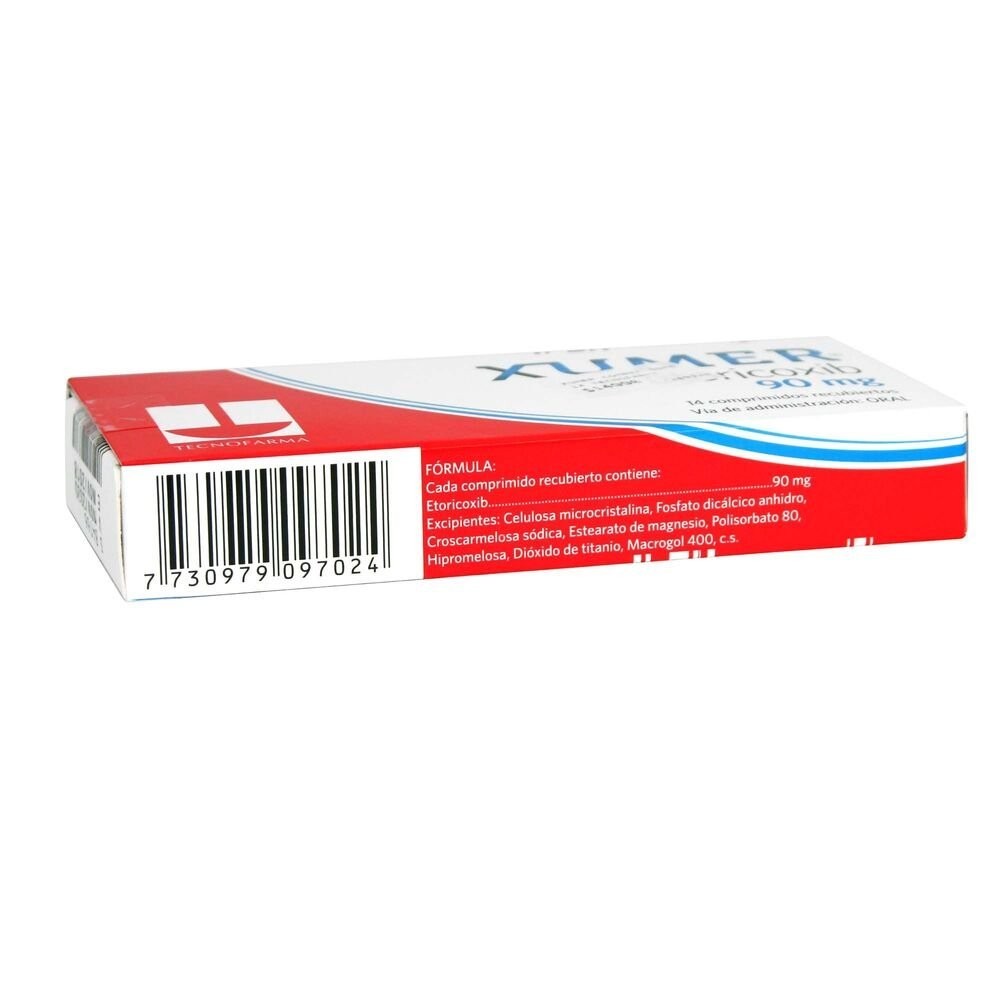 XUMER
90 mg
14 comprimidos recubiertos
Vía de administración: ORAL
TECNOFARMA
FÓRMULA:
Cada comprimido recubierto contiene:
Etoricoxib..........................................................90 mg
Excipientes: Celulosa microcristalina, Fosfato dicálcico anhidro,
Croscarmelosa sódica, Estearato de magnesio, Polisorbato 80,
Hipromelosa, Dióxido de titanio, Macrogol 400, c.s.
7 730979 097024